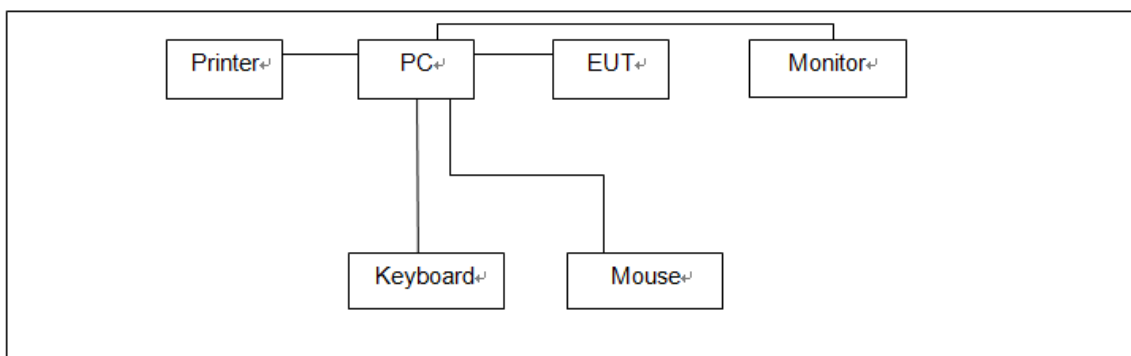 Printer
PC
EUT
Monitor
Keyboard
Mouse